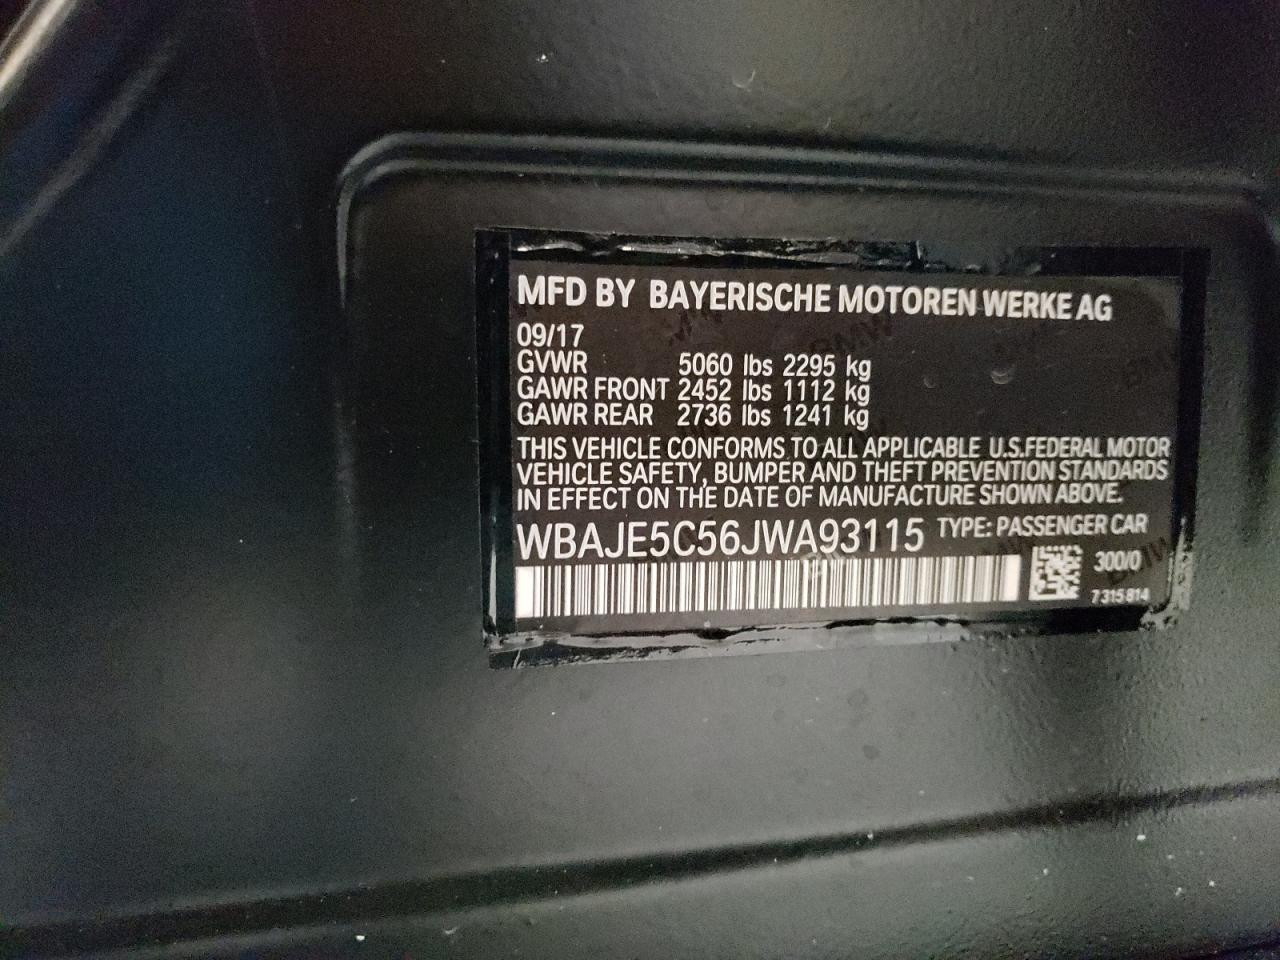 MFD BY BAYERISCHE MOTOREN WERKE AG
09/17
GVWR 5060 lbs 2295 kg
GAWR FRONT 2452 lbs 1112 kg
GAWR REAR 2736 lbs 1241 kg
THIS VEHICLE CONFORMS TO ALL APPLICABLE U.S.FEDERAL MOTOR
VEHICLE SAFETY, BUMPER AND THEFT PREVENTION STANDARDS
IN EFFECT ON THE DATE OF MANUFACTURE SHOWN ABOVE.
WBAJE5C56JWA93115 TYPE: PASSENGER CAR
300/0
7 315 814